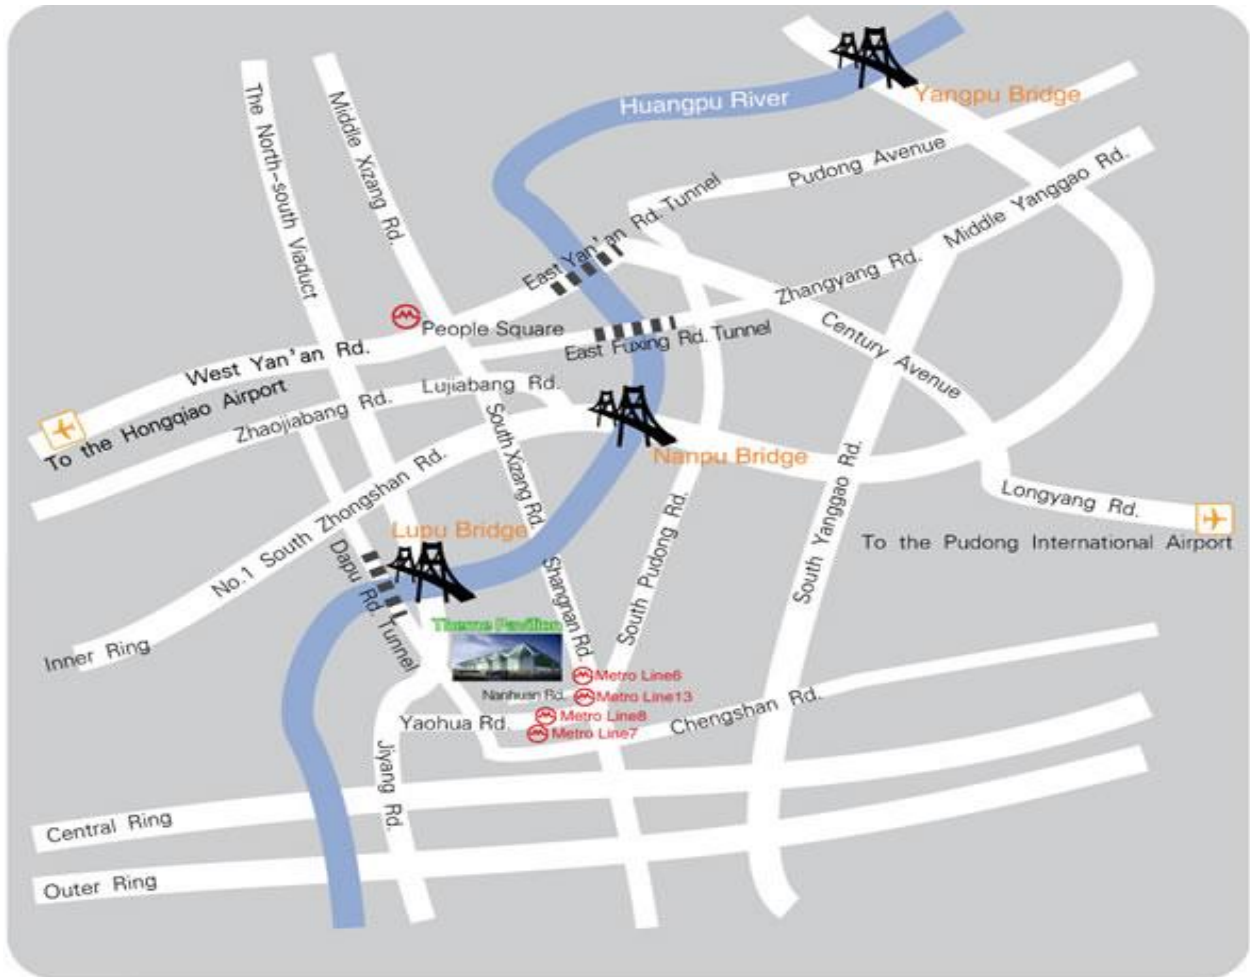 Huangpu River
Yangpu Bridge
The North-south Viaduct
Middle Xizang Rd.
Pudong Avenue
Middle Yanggao Rd.
East Yan'an Rd. Tunnel
Zhangyang Rd.
People Square
East Fuxing Rd. Tunnel
Century Avenue
West Yan'an Rd.
To the Hongqiao Airport
Lujiabang Rd.
Zhaojiabang Rd.
South Xizang Rd.
Nanpu Bridge
No.1 South Zhongshan Rd.
South Yanggao Rd.
Longyang Rd.
To the Pudong International Airport
Lupu Bridge
Dapu Rd. Tunnel
Shangnan Rd.
South Pudong Rd.
Theme Pavilion
Inner Ring
Metro Line6
Nanhuan Rd.
Metro Line13
Yaohua Rd.
Metro Line8
Metro Line7
Chengshan Rd.
Jiyang Rd.
Central Ring
Outer Ring